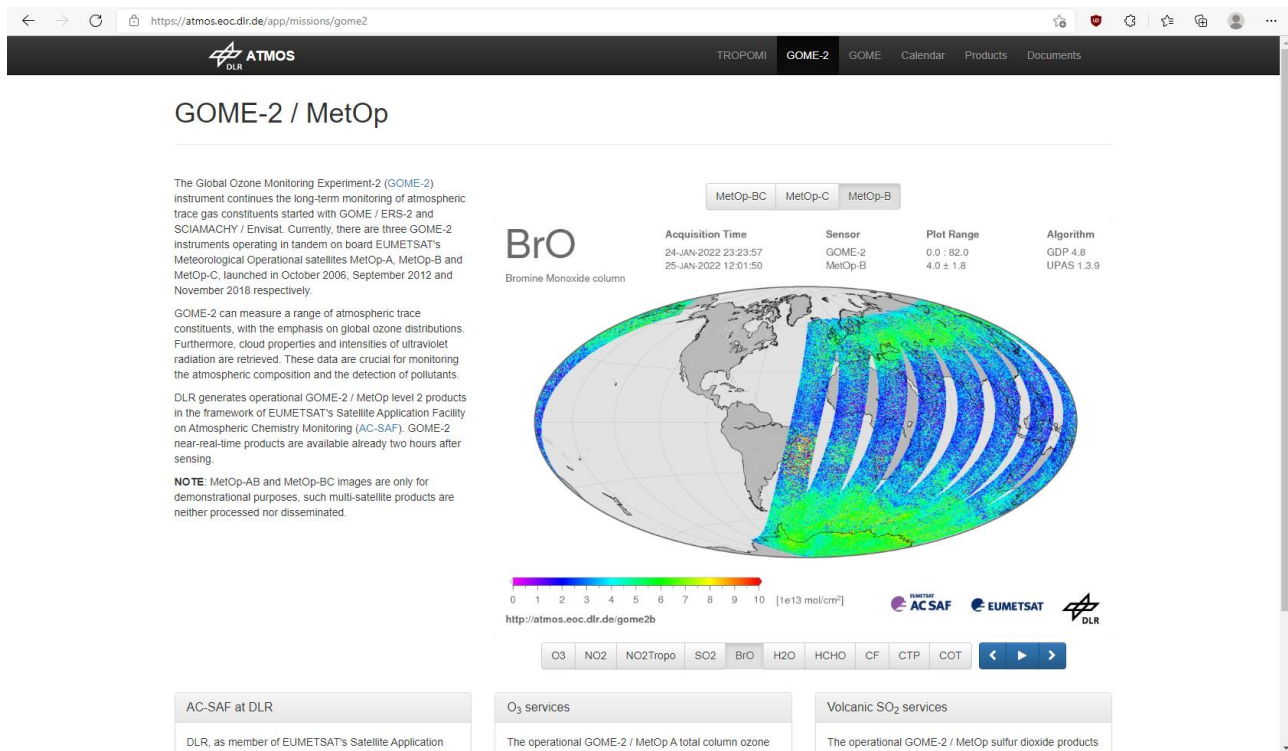 https://atmos.eoc.dlr.de/app/missions/gome2
DLR
ATMOS
TROPOMI GOME-2 GOME Calendar Products Documents
GOME-2 / MetOp
The Global Ozone Monitoring Experiment-2 (GOME-2)
instrument continues the long-term monitoring of atmospheric
trace gas constituents started with GOME / ERS-2 and
SCIAMACHY / Envisat. Currently, there are three GOME-2
instruments operating in tandem on board EUMETSAT's
Meteorological Operational satellites MetOp-A, MetOp-B and
MetOp-C, launched in October 2006, September 2012 and
November 2018 respectively.
GOME-2 can measure a range of atmospheric trace
constituents, with the emphasis on global ozone distributions.
Furthermore, cloud properties and intensities of ultraviolet
radiation are retrieved. These data are crucial for monitoring
the atmospheric composition and the detection of pollutants.
DLR generates operational GOME-2 / MetOp level 2 products
in the framework of EUMETSAT's Satellite Application Facility
on Atmospheric Chemistry Monitoring (AC-SAF). GOME-2
near-real-time products are available already two hours after
sensing.
NOTE: MetOp-AB and MetOp-BC images are only for
demonstrational purposes, such multi-satellite products are
neither processed nor disseminated.
MetOp-BC MetOp-C MetOp-B
BrO
Bromine Monoxide column
Acquisition Time Sensor Plot Range Algorithm
24-JAN-2022 23:23:57 GOME-2 0.0 : 82.0 GDP 4.8
25-JAN-2022 12:01:50 MetOp-B 4.0 ± 1.8 UPAS 1.3.9
0 1 2 3 4 5 6 7 8 9 10 [1e13 mol/cm²]
http://atmos.eoc.dlr.de/gome2b
EUMETSAT
AC SAF
EUMETSAT
DLR
O3 NO2 NO2Tropo SO2 BrO H2O HCHO CF CTP COT
AC-SAF at DLR
DLR, as member of EUMETSAT's Satellite Application
O₃ services
The operational GOME-2 / MetOp A total column ozone
Volcanic SO₂ services
The operational GOME-2 / MetOp sulfur dioxide products